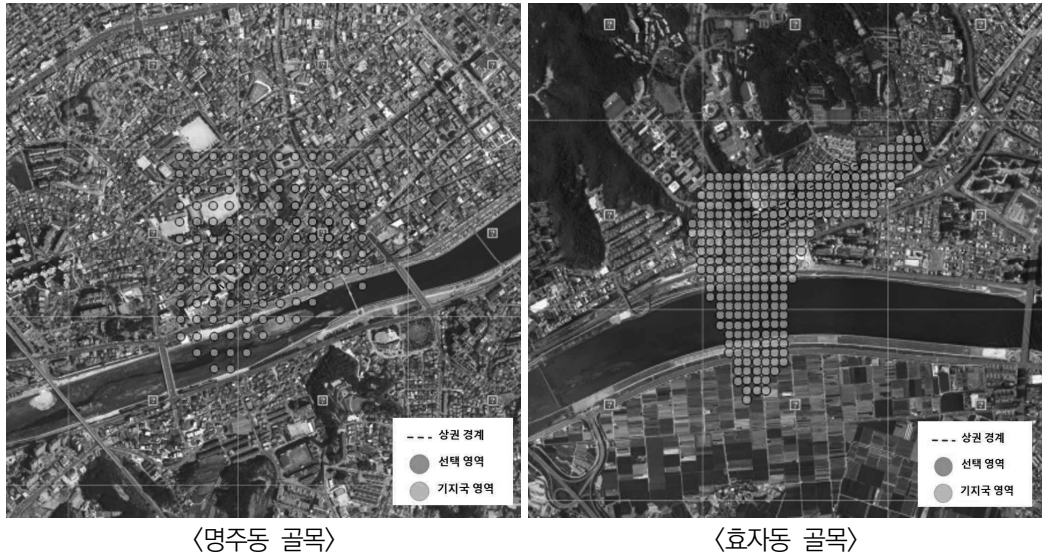 상권 경계
선택 영역
기지국 영역
상권 경계
선택 영역
기지국 영역
<명주동 골목>
<효자동 골목>